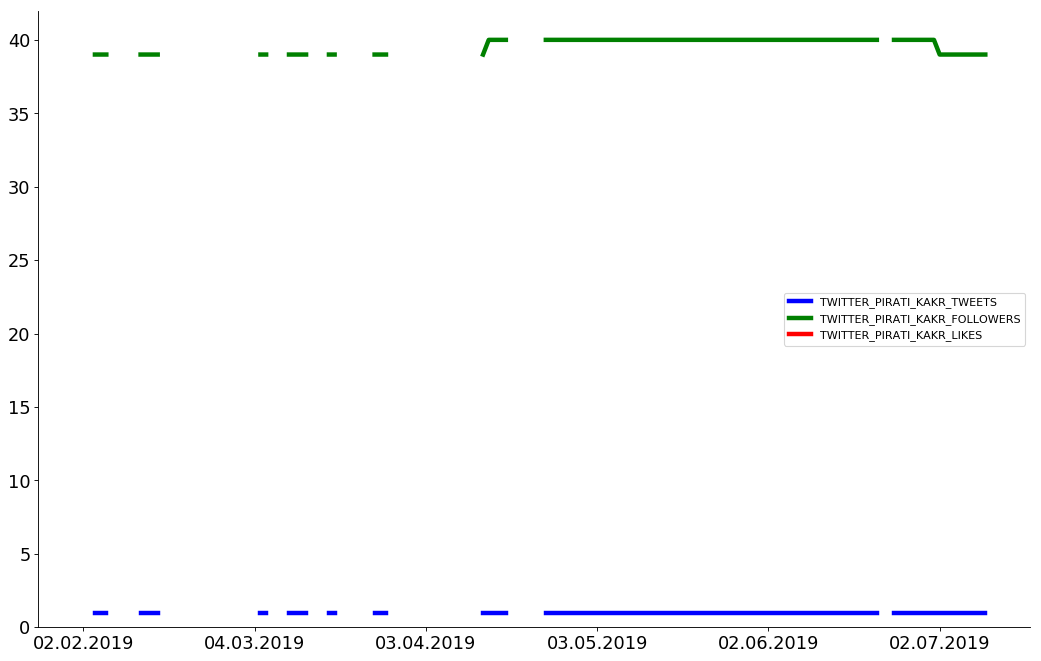 40
35
30
25
20
15
10
5
0
TWITTER_PIRATI_KAKR_TWEETS
TWITTER_PIRATI_KAKR_FOLLOWERS
TWITTER_PIRATI_KAKR_LIKES
02.02.2019 04.03.2019 03.04.2019 03.05.2019 02.06.2019 02.07.2019